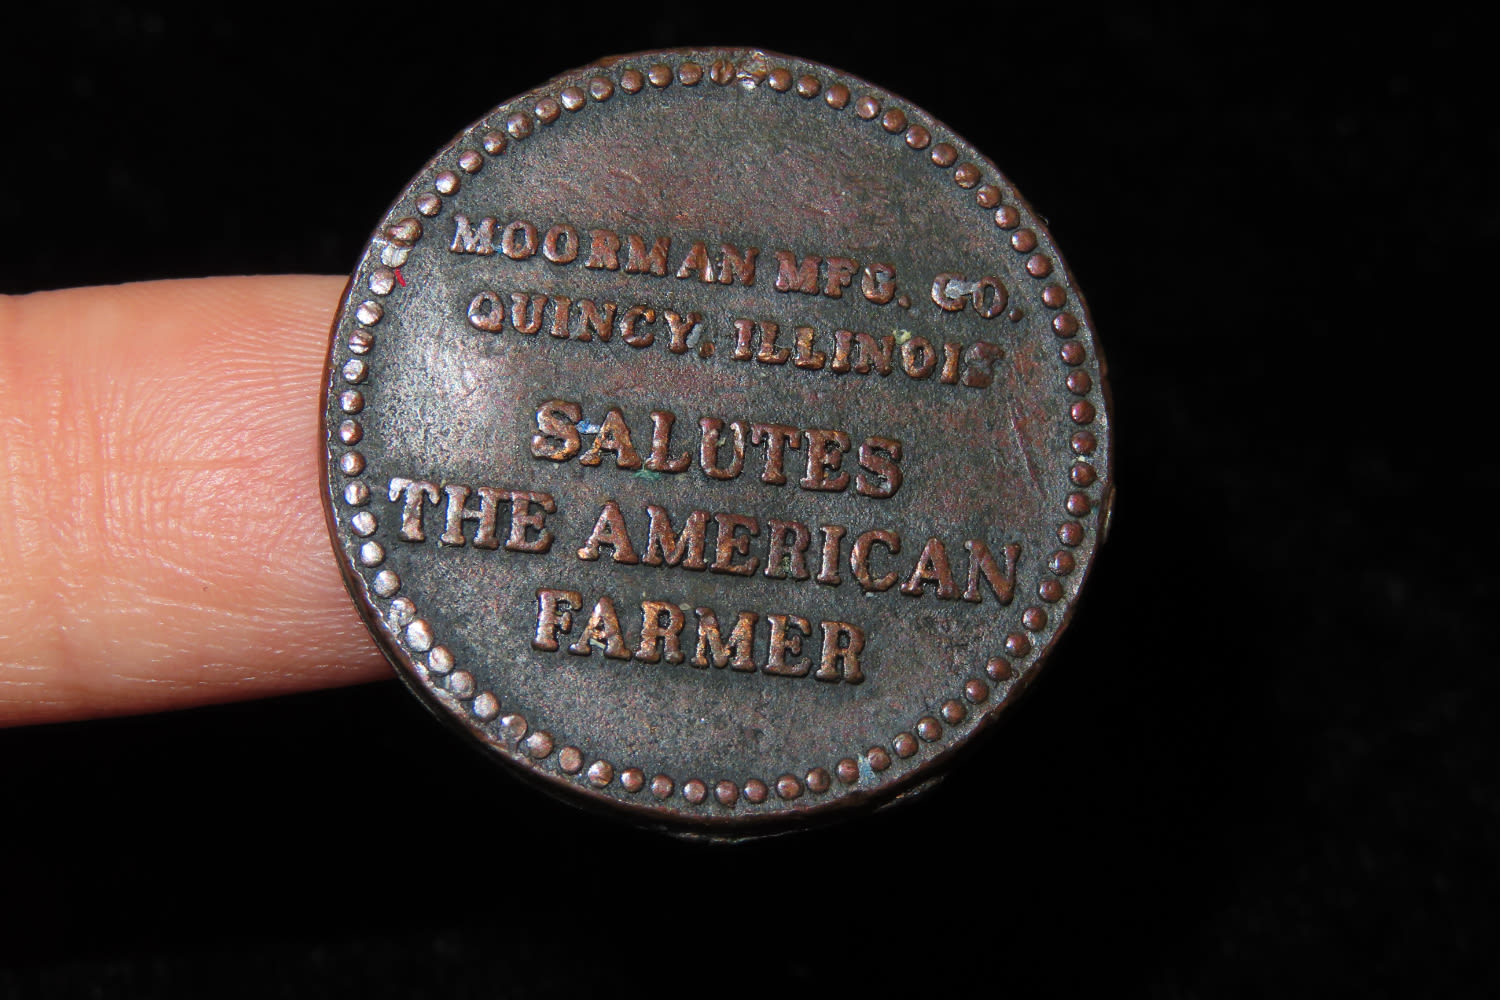 MOORMAN MFG. CO.
QUINCY, ILLINOIS
SALUTES
THE AMERICAN
FARMER